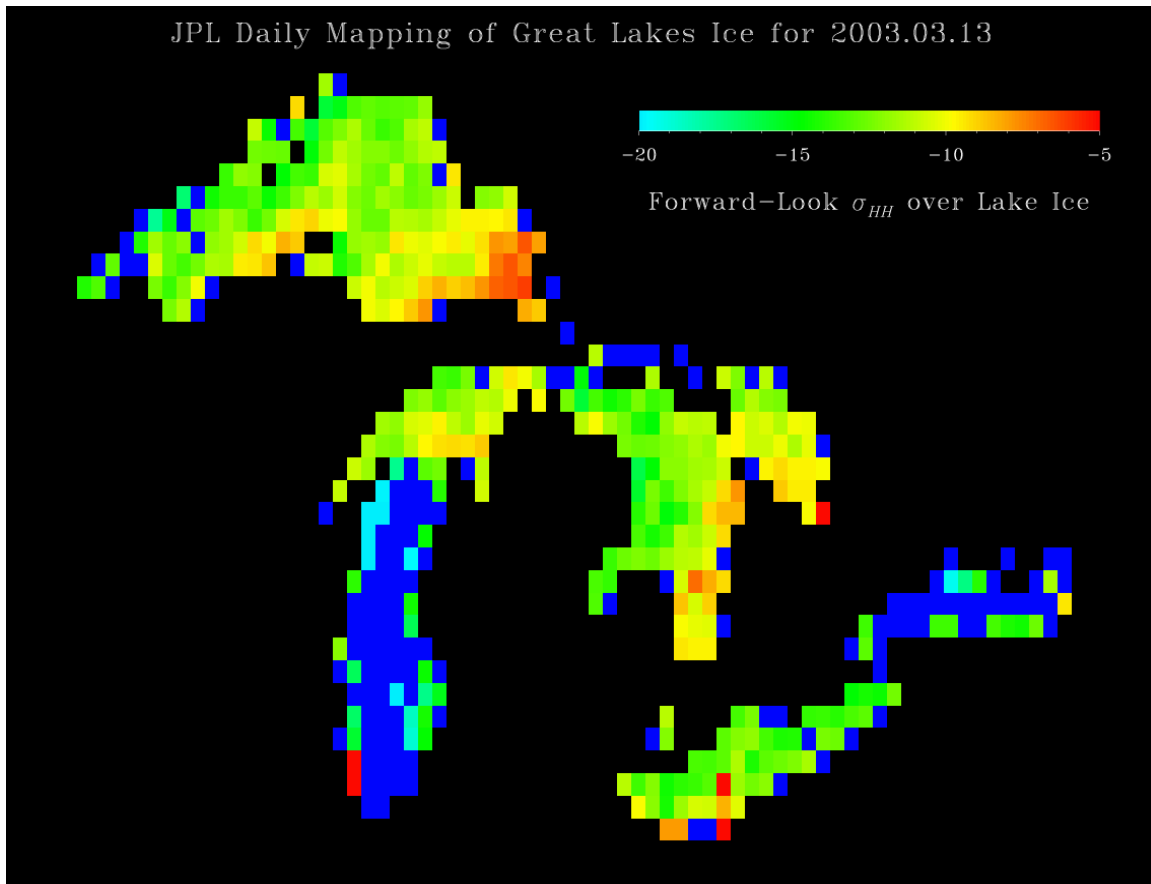 JPL Daily Mapping of Great Lakes Ice for 2003.03.13
−20 −15 −10 −5
Forward−Look σHH over Lake Ice